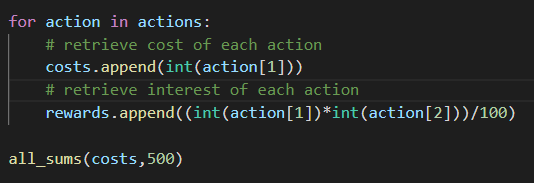 for action in actions:
    # retrieve cost of each action
    costs.append(int(action[1]))
    # retrieve interest of each action
    rewards.append((int(action[1])*int(action[2]))/100)
all_sums(costs,500)